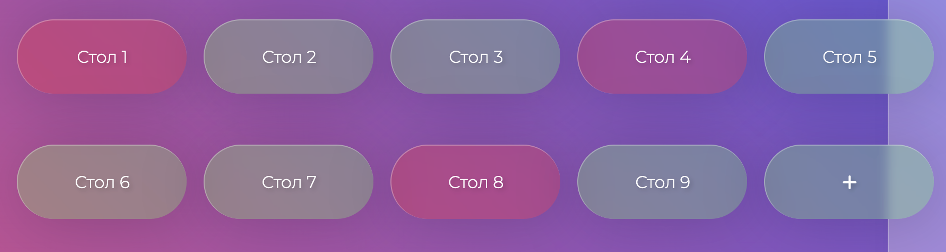 Стол 1
Стол 2
Стол 3
Стол 4
Стол 5
Стол 6
Стол 7
Стол 8
Стол 9
+